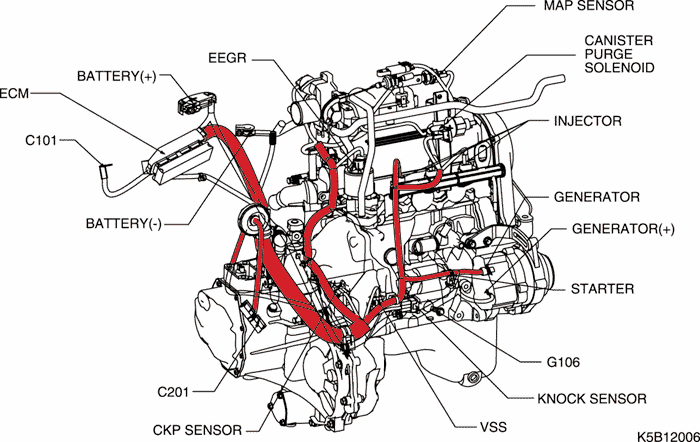 MAP SENSOR
CANISTER
PURGE
SOLENOID
EEGR
BATTERY(+)
ECM
C101
INJECTOR
BATTERY(-)
GENERATOR
GENERATOR(+)
STARTER
G106
C201
KNOCK SENSOR
CKP SENSOR
VSS
K5B12006